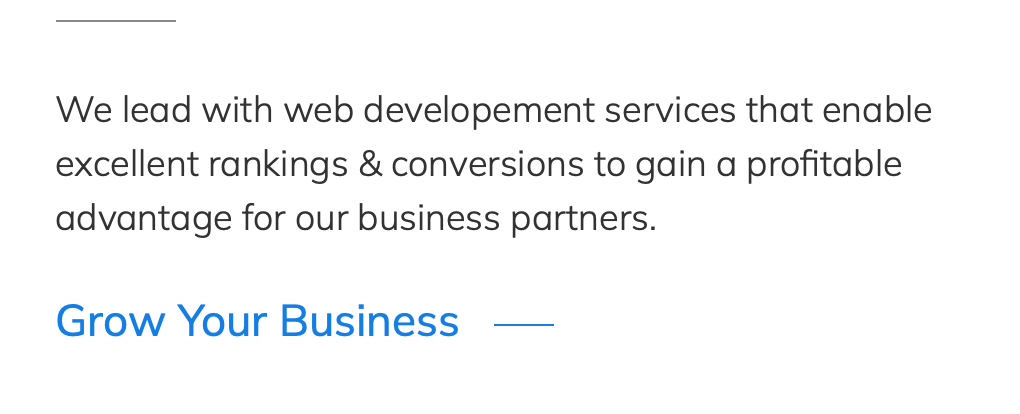 We lead with web developement services that enable
excellent rankings & conversions to gain a profitable
advantage for our business partners.
Grow Your Business